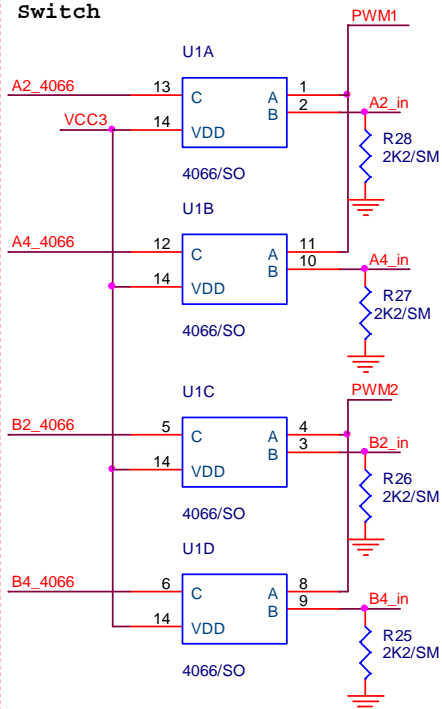 Switch
PWM1
U1A
A2_4066
13
C
A
1
B
2
A2_in
VCC3
14
VDD
R28
2K2/SM
4066/SO
U1B
A4_4066
12
C
A
11
B
10
A4_in
14
VDD
R27
2K2/SM
4066/SO
U1C
PWM2
B2_4066
5
C
A
4
B
3
B2_in
14
VDD
R26
2K2/SM
4066/SO
U1D
B4_4066
6
C
A
8
B
9
B4_in
14
VDD
R25
2K2/SM
4066/SO